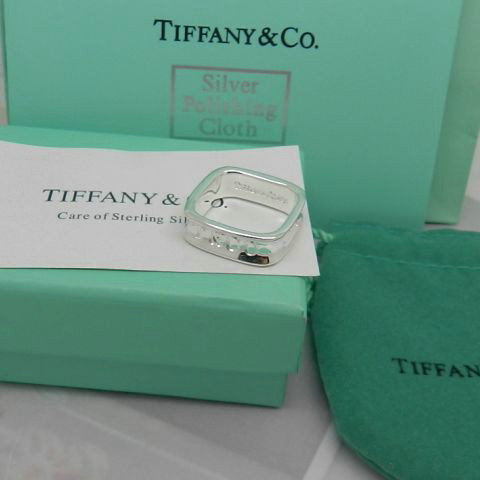 TIFFANY & CO.
Silver
Polishing
Cloth
TIFFANY &
Care of Sterling Sil
TIFFAN